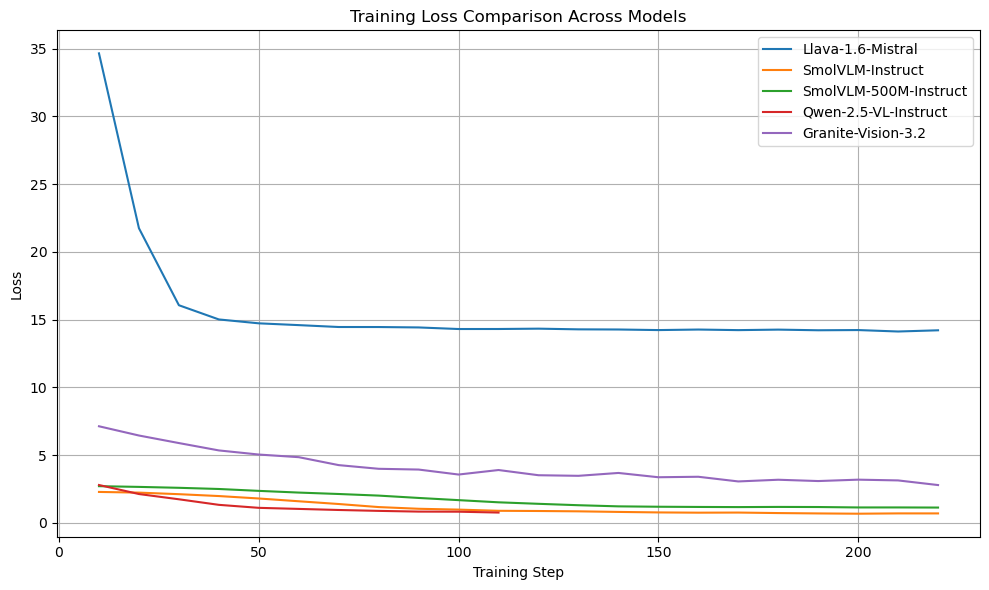 Training Loss Comparison Across Models
Llava-1.6-Mistral
SmolVLM-Instruct
SmolVLM-500M-Instruct
Qwen-2.5-VL-Instruct
Granite-Vision-3.2
Loss
35
30
25
20
15
10
5
0
0 50 100 150 200
Training Step